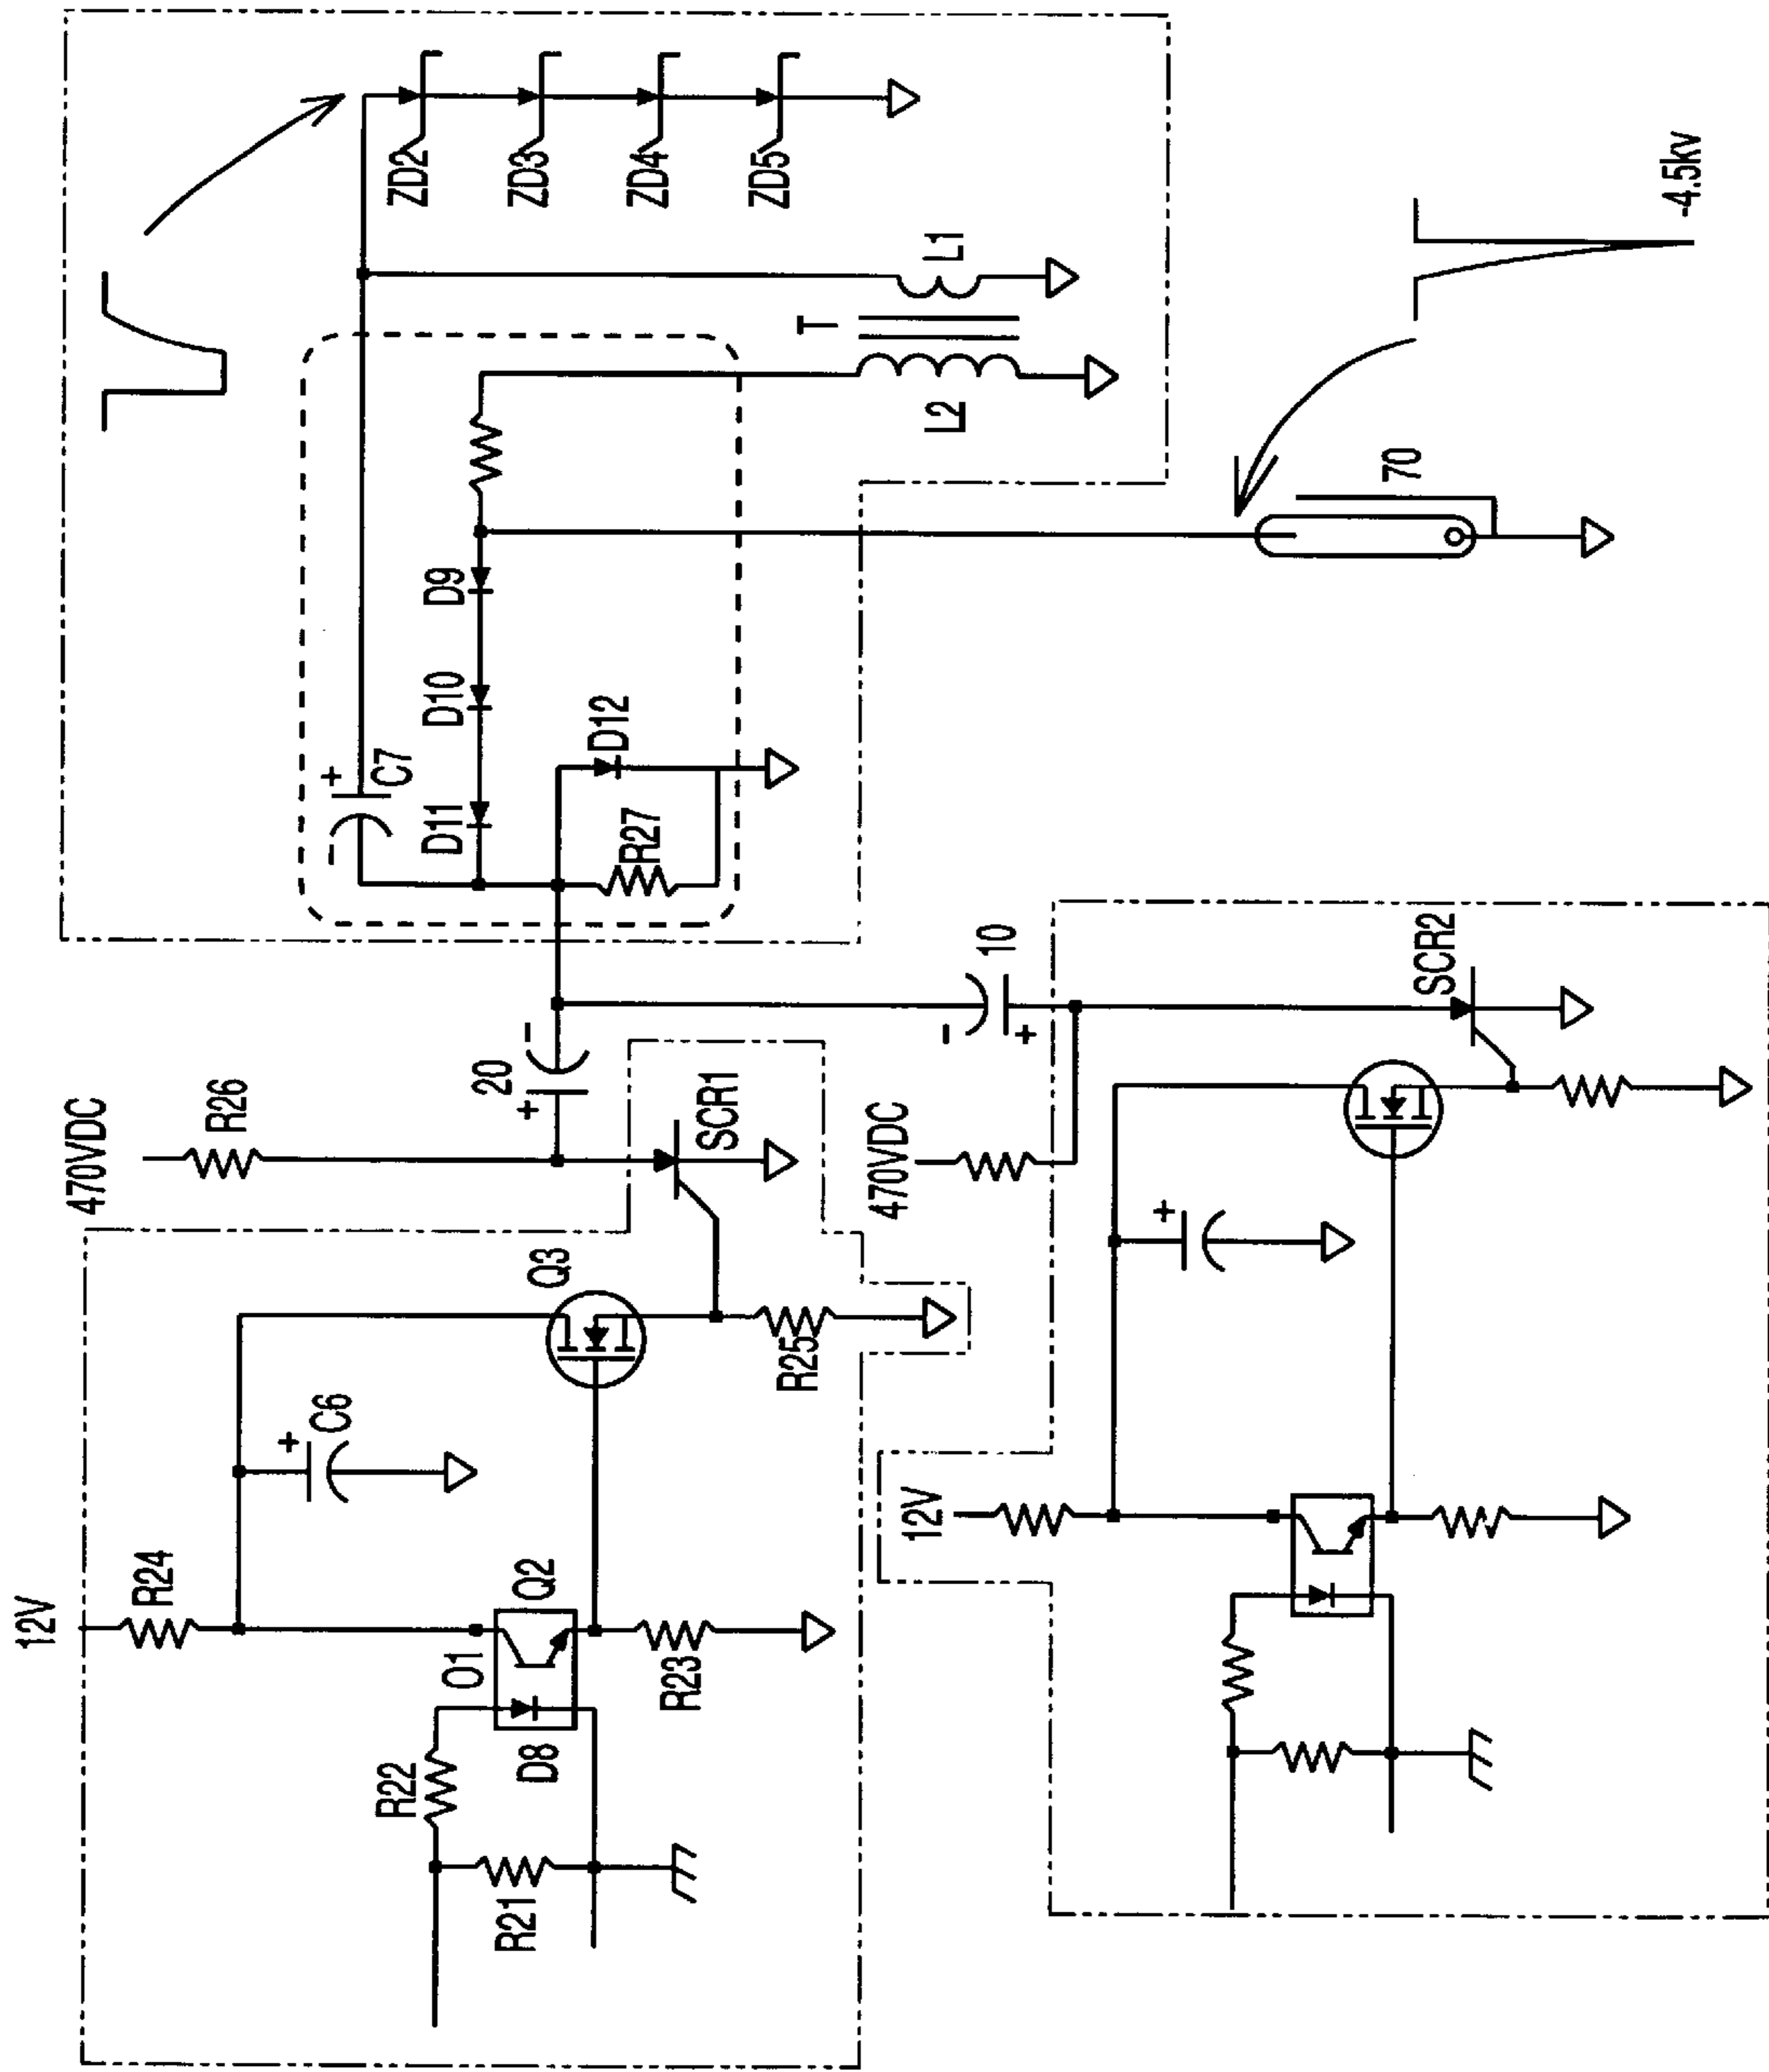 12V
R24
O1
Q2
R22
D8
R21
R23
+
C6
Q3
R25
470VDC
R26
SCR1
+
20
-
-
+
C7
D11
D10
D9
D12
R27
T
L1
L2
ZD2
ZD3
ZD4
ZD5
-
10
+
470VDC
12V
+
SCR2
70
-4.5kv